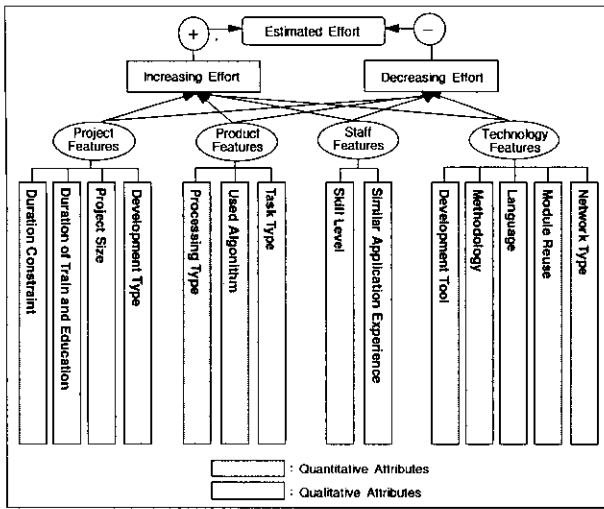 +
Estimated Effort
−
Increasing Effort
Decreasing Effort
Project
Features
Product
Features
Staff
Features
Technology
Features
Duration Constraint
Duration of Train and Education
Project Size
Development Type
Processing Type
Used Algorithm
Task Type
Skill Level
Similar Application Experience
Development Tool
Methodology
Language
Module Reuse
Network Type
: Quantitative Attributes
: Qualitative Attributes